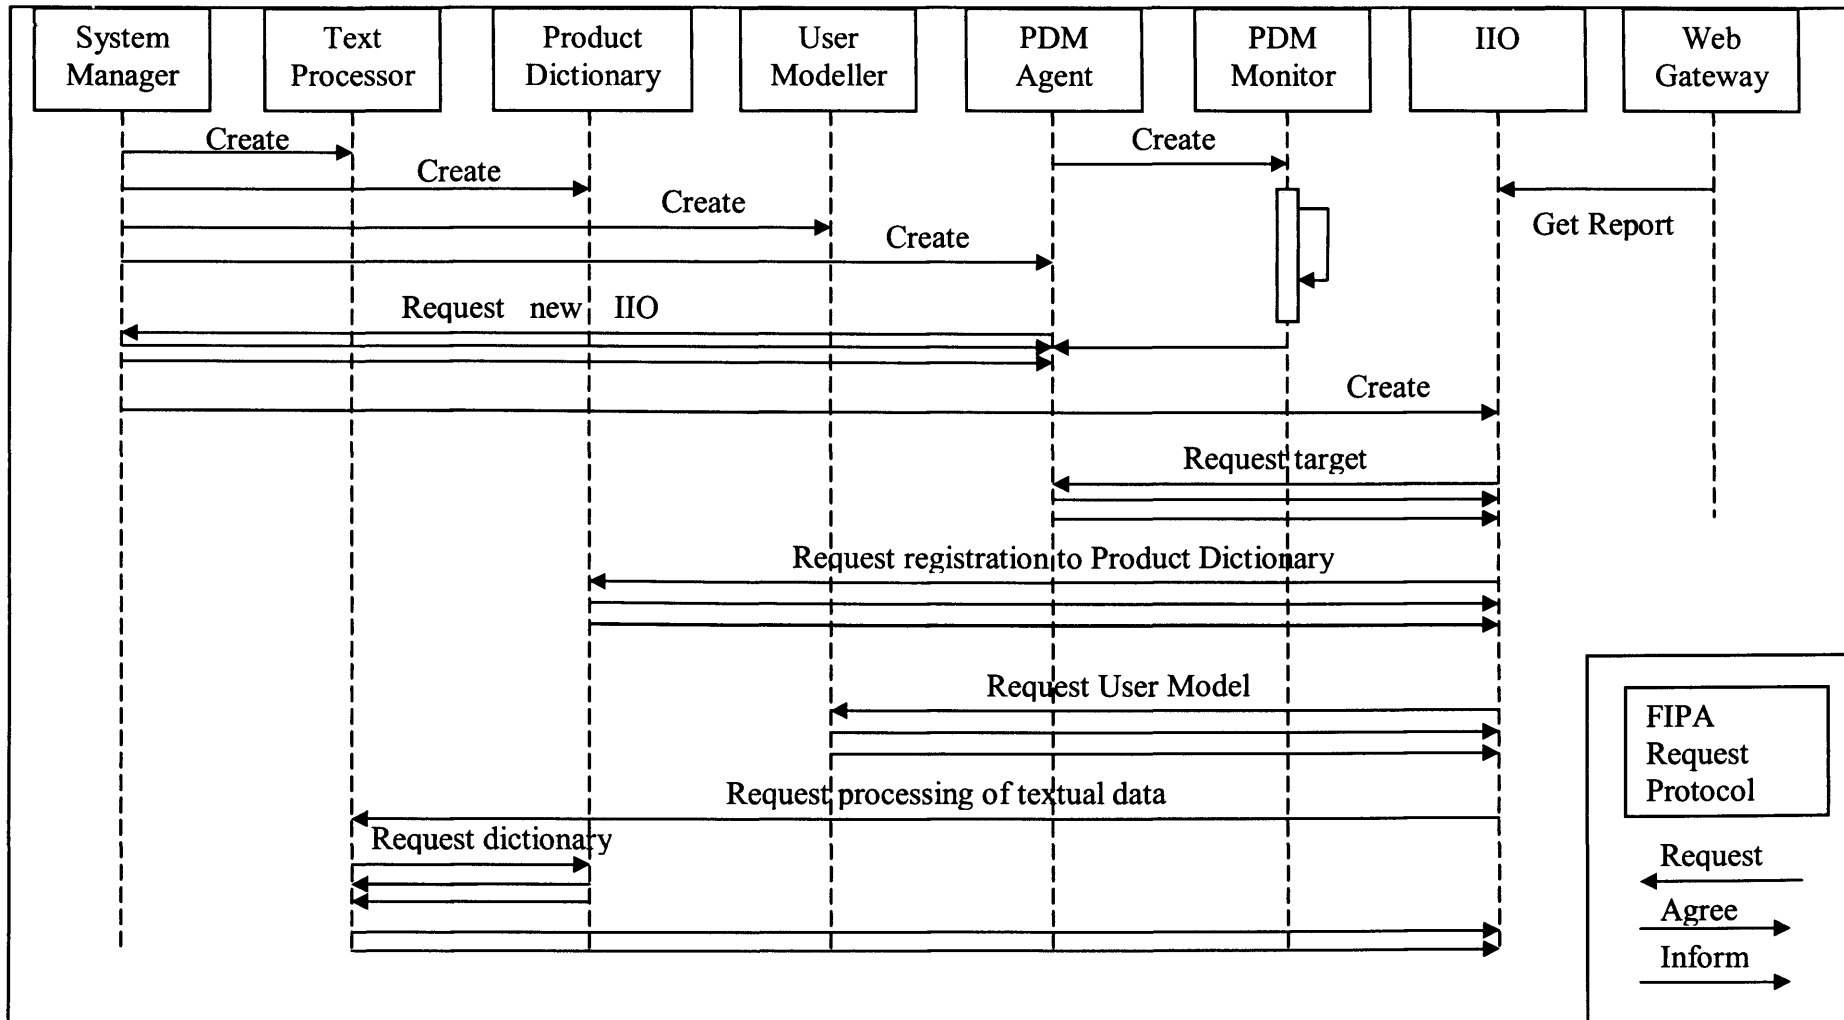 System
Manager
Text
Processor
Product
Dictionary
User
Modeller
PDM
Agent
PDM
Monitor
IIO
Web
Gateway
Create
Create
Create
Create
Create
Get Report
Request new IIO
Create
Request target
Request registration to Product Dictionary
Request User Model
Request processing of textual data
Request dictionary
FIPA
Request
Protocol
Request
Agree
Inform